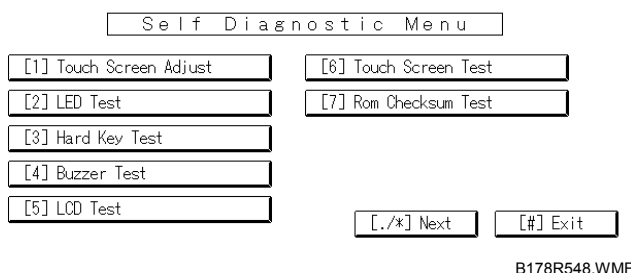 Self Diagnostic Menu
[1] Touch Screen Adjust
[2] LED Test
[3] Hard Key Test
[4] Buzzer Test
[5] LCD Test
[6] Touch Screen Test
[7] Rom Checksum Test
[./*] Next
[#] Exit
B178R548.WMF